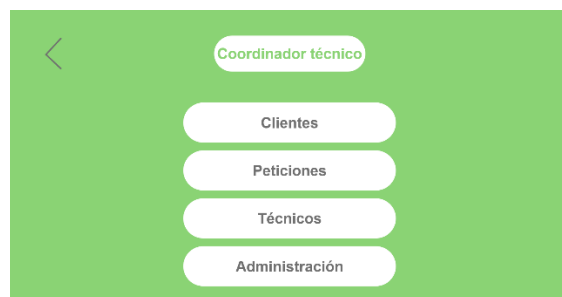 Coordinador técnico
Clientes
Peticiones
Técnicos
Administración